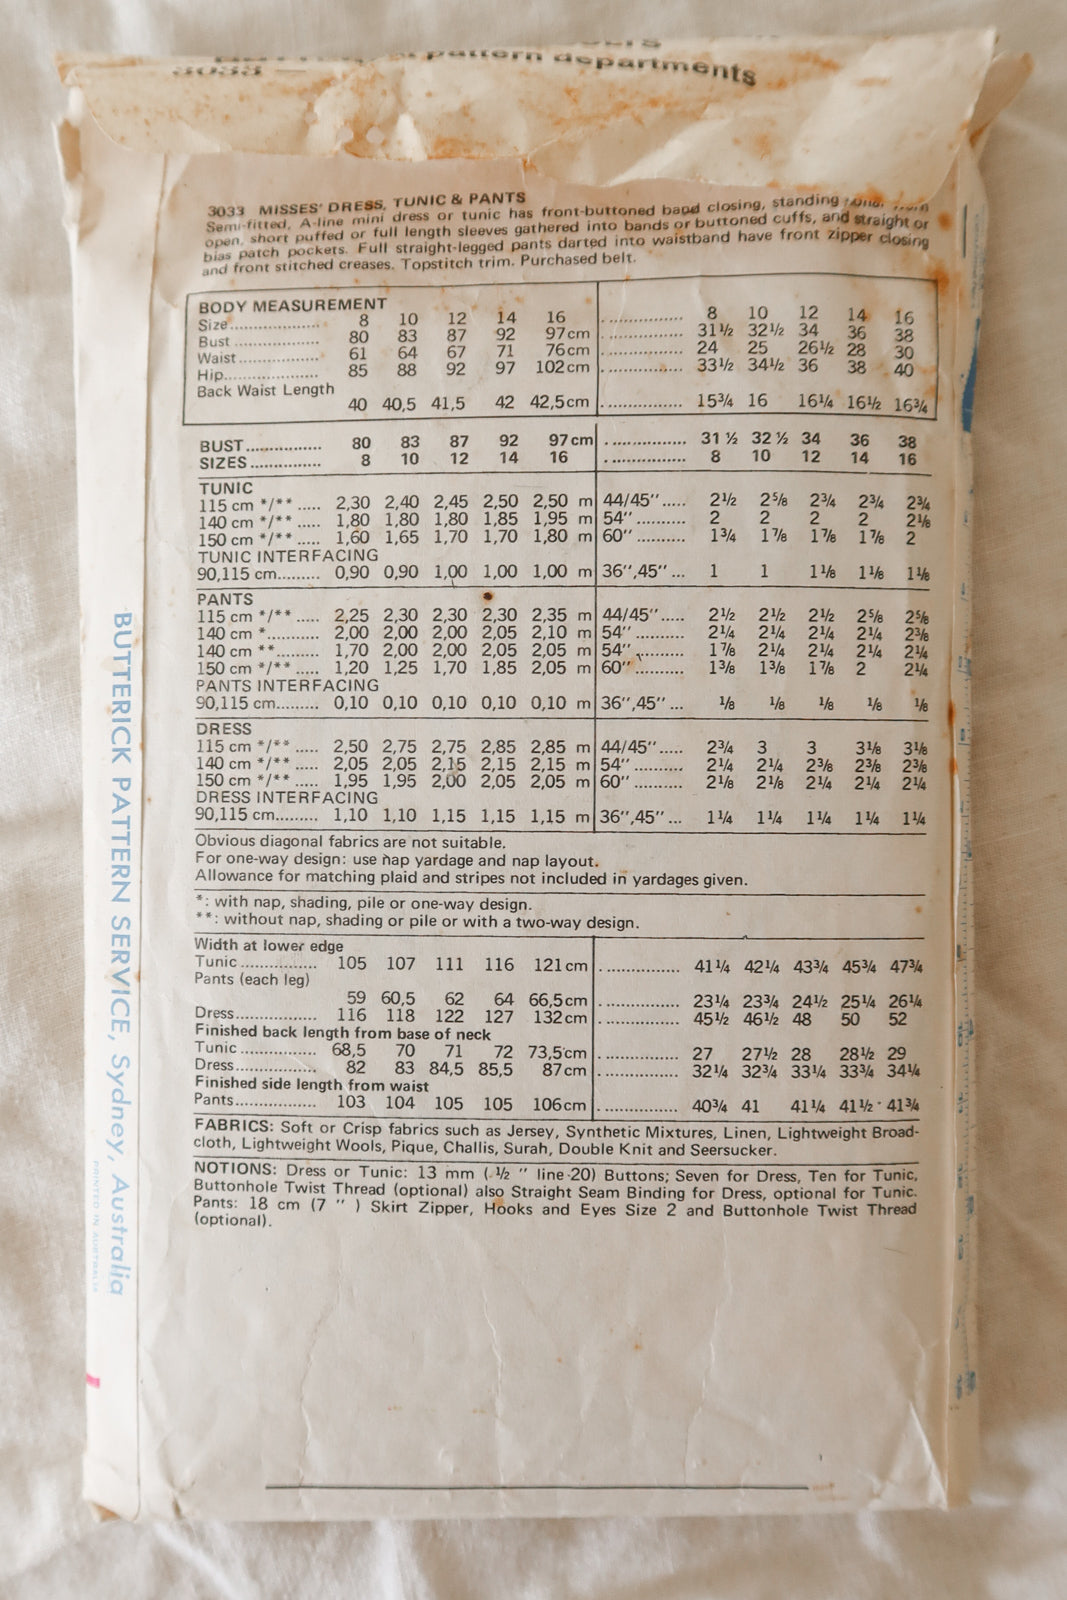 pattern departments
3033
3033 MISSES' DRESS, TUNIC & PANTS
Semi-fitted, A-line mini dress or tunic has front-buttoned band closing, standing
open, short puffed or full length sleeves gathered into bands or buttoned cuffs, and straight or
bias patch pockets. Full straight-legged pants darted into waistband have front zipper closing
and front stitched creases. Topstitch trim. Purchased belt.
BODY MEASUREMENT
Size.................... 8 10 12 14 16 ................ 8 10 12 14 16
Bust .................... 80 83 87 92 97cm ................ 31½ 32½ 34 36 38
Waist .................. 61 64 67 71 76cm ................ 24 25 26½ 28 30
Hip...................... 85 88 92 97 102cm ................ 33½ 34½ 36 38 40
Back Waist Length
40 40,5 41,5 42 42,5cm ................ 15¾ 16 16¼ 16½ 16¾
BUST................ 80 83 87 92 97cm ................ 31 ½ 32 ½ 34 36 38
SIZES ................ 8 10 12 14 16 ................ 8 10 12 14 16
TUNIC
115 cm */** ..... 2,30 2,40 2,45 2,50 2,50 m 44/45'' ..... 2½ 2⅝ 2¾ 2¾ 2¾
140 cm */** ..... 1,80 1,80 1,80 1,85 1,95 m 54'' .......... 2 2 2 2 2⅛
150 cm */** ..... 1,60 1,65 1,70 1,70 1,80 m 60'' .......... 1¾ 1⅞ 1⅞ 1⅞ 2
TUNIC INTERFACING
90,115 cm......... 0,90 0,90 1,00 1,00 1,00 m 36'',45'' ... 1 1 1⅛ 1⅛ 1⅛
PANTS
115 cm */** ..... 2,25 2,30 2,30 2,30 2,35 m 44/45'' ..... 2½ 2½ 2½ 2⅝ 2⅝
140 cm *........... 2,00 2,00 2,00 2,05 2,10 m 54'' .......... 2¼ 2¼ 2¼ 2¼ 2⅜
140 cm **......... 1,70 2,00 2,00 2,05 2,05 m 54'' .......... 1⅞ 2¼ 2¼ 2¼ 2¼
150 cm */** ..... 1,20 1,25 1,70 1,85 2,05 m 60'' .......... 1⅜ 1⅜ 1⅞ 2 2¼
PANTS INTERFACING
90,115 cm......... 0,10 0,10 0,10 0,10 0,10 m 36'',45'' ... ⅛ ⅛ ⅛ ⅛ ⅛
DRESS
115 cm */** ..... 2,50 2,75 2,75 2,85 2,85 m 44/45'' ..... 2¾ 3 3 3⅛ 3⅛
140 cm */** ..... 2,05 2,05 2,15 2,15 2,15 m 54'' .......... 2¼ 2¼ 2⅜ 2⅜ 2⅜
150 cm */** ..... 1,95 1,95 2,00 2,05 2,05 m 60'' .......... 2⅛ 2⅛ 2¼ 2¼ 2¼
DRESS INTERFACING
90,115 cm......... 1,10 1,10 1,15 1,15 1,15 m 36'',45'' ... 1¼ 1¼ 1¼ 1¼ 1¼
Obvious diagonal fabrics are not suitable.
For one-way design: use nap yardage and nap layout.
Allowance for matching plaid and stripes not included in yardages given.
*: with nap, shading, pile or one-way design.
**: without nap, shading or pile or with a two-way design.
Width at lower edge
Tunic ................ 105 107 111 116 121cm ................ 41¼ 42¼ 43¾ 45¾ 47¾
Pants (each leg)
59 60,5 62 64 66,5cm ................ 23¼ 23¾ 24½ 25¼ 26¼
Dress................. 116 118 122 127 132cm ................ 45½ 46½ 48 50 52
Finished back length from base of neck
Tunic ................ 68,5 70 71 72 73,5cm ................ 27 27½ 28 28½ 29
Dress................. 82 83 84,5 85,5 87cm ................ 32¼ 32¾ 33¼ 33¾ 34¼
Finished side length from waist
Pants................. 103 104 105 105 106cm ................ 40¾ 41 41¼ 41½ 41¾
FABRICS: Soft or Crisp fabrics such as Jersey, Synthetic Mixtures, Linen, Lightweight Broad-
cloth, Lightweight Wools, Pique, Challis, Surah, Double Knit and Seersucker.
NOTIONS: Dress or Tunic: 13 mm (½ '' line 20) Buttons; Seven for Dress, Ten for Tunic,
Buttonhole Twist Thread (optional) also Straight Seam Binding for Dress, optional for Tunic.
Pants: 18 cm (7 '' ) Skirt Zipper, Hooks and Eyes Size 2 and Buttonhole Twist Thread
(optional).
BUTTERICK PATTERN SERVICE, Sydney, Australia
PRINTED IN AUSTRALIA